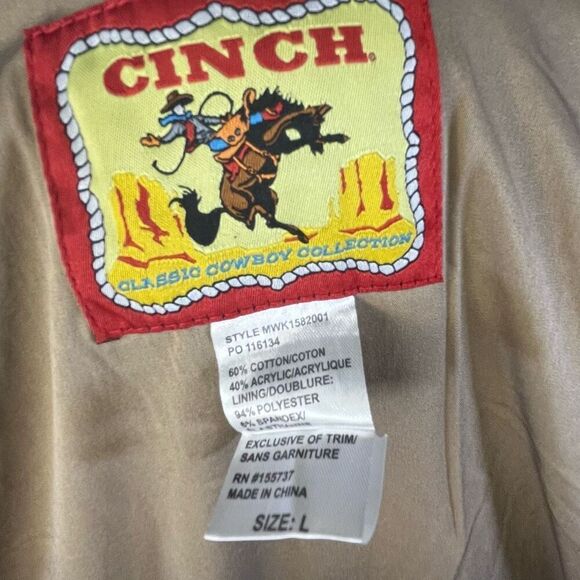 CINCH®
CLASSIC COWBOY COLLECTION
STYLE MWK1582001
PO 116134
60% COTTON/COTON
40% ACRYLIC/ACRYLIQUE
LINING/DOUBLURE:
94% POLYESTER
6% SPANDEX/
EXCLUSIVE OF TRIM/
SANS GARNITURE
RN #155737
MADE IN CHINA
SIZE: L